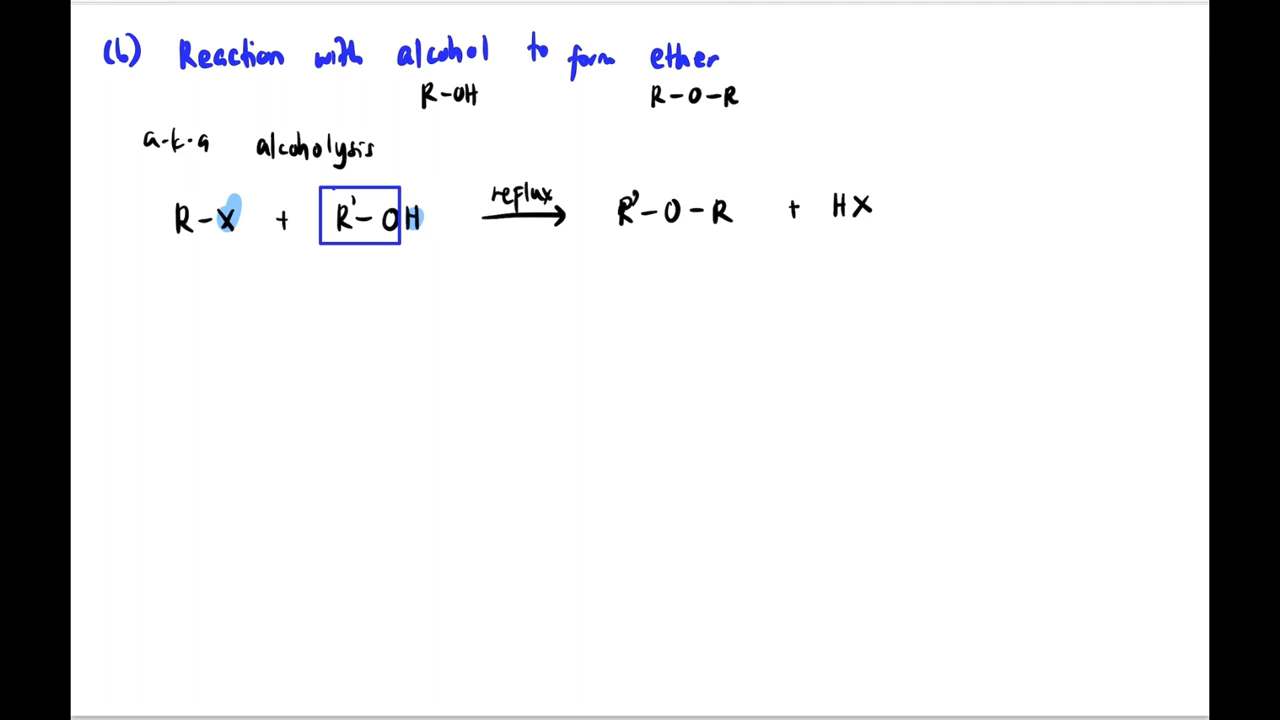 (b) Reaction with alcohol to form ether
R-OH R-O-R
a.k.a alcoholysis
reflux
R-X + R'-OH → R'-O-R + HX